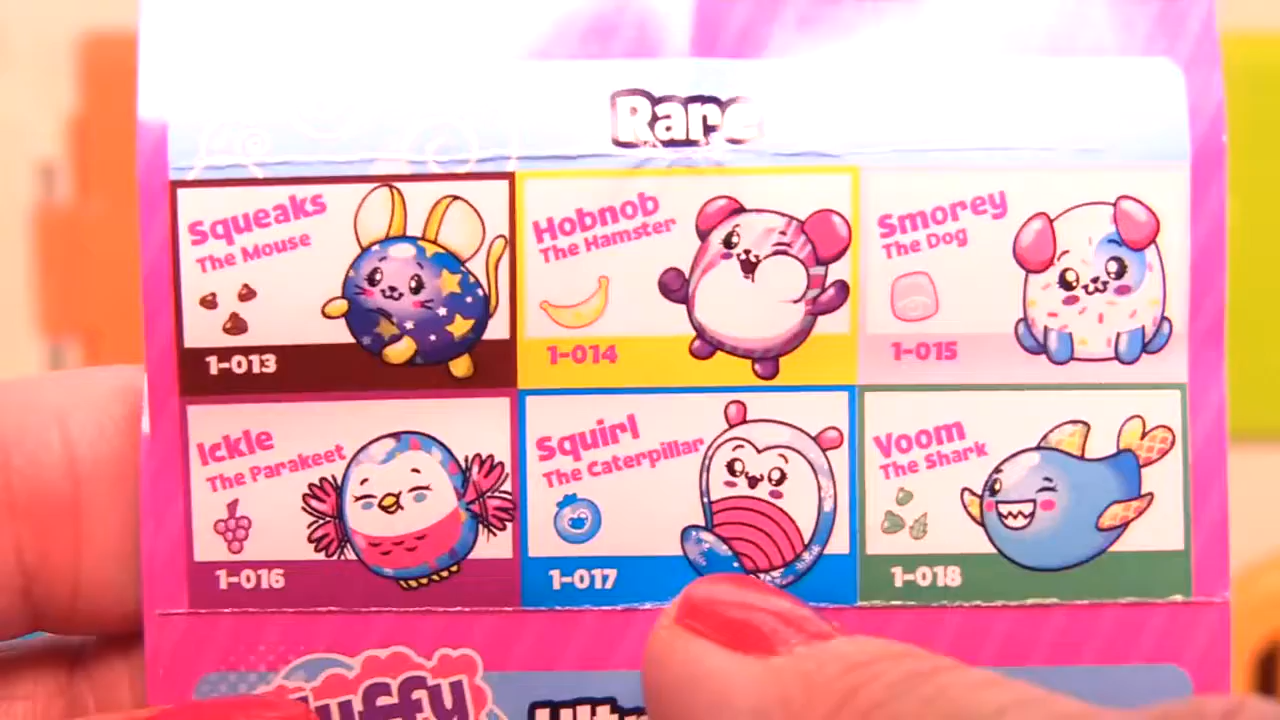 Rare
Squeaks
The Mouse
1-013
Hobnob
The Hamster
1-014
Smorey
The Dog
1-015
Ickle
The Parakeet
1-016
Squirl
The Caterpillar
1-017
Voom
The Shark
1-018